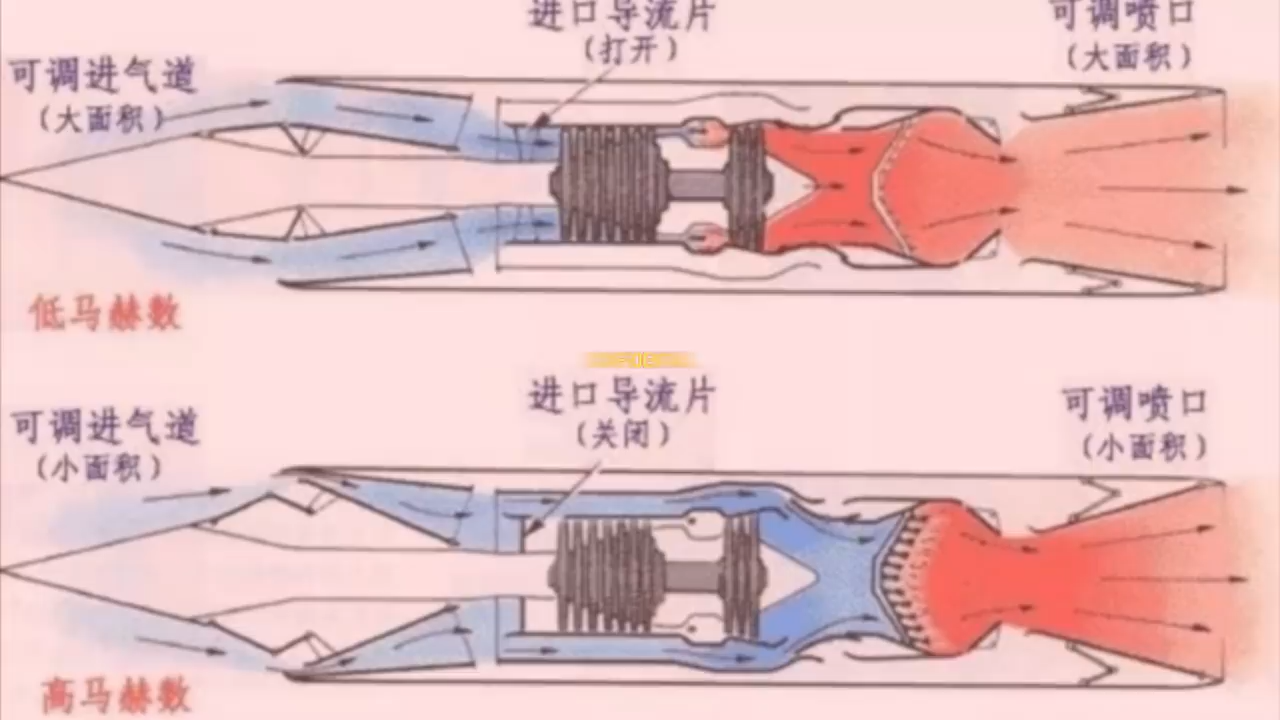 进口导流片
(打开)
可调喷口
(大面积)
可调进气道
(大面积)
低马赫数
进口导流片
(关闭)
可调喷口
(小面积)
可调进气道
(小面积)
高马赫数